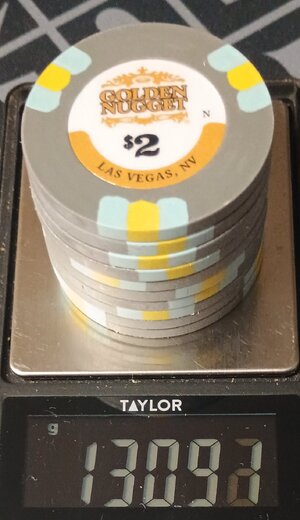 GOLDEN
NUGGET
N
$2
LAS VEGAS, NV
TAYLOR
g
1309